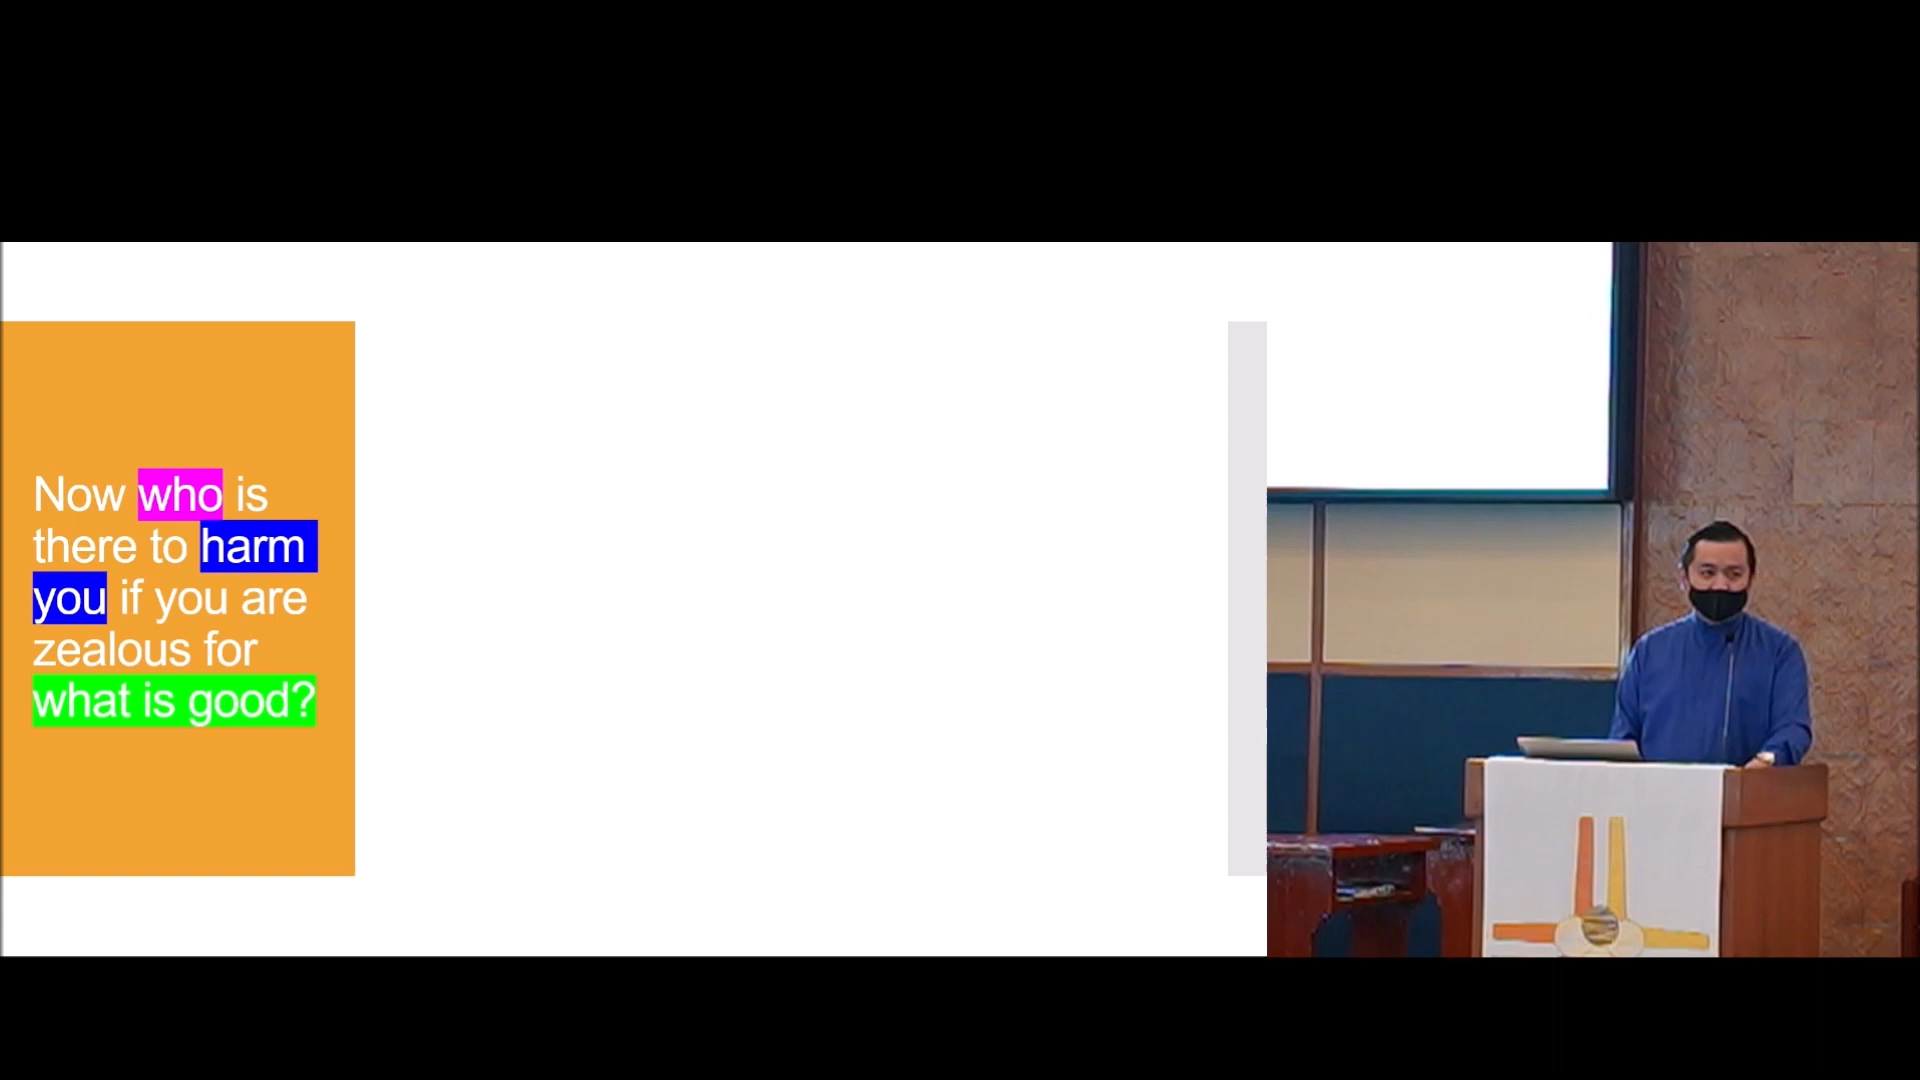 Now who is
there to harm
you if you are
zealous for
what is good?